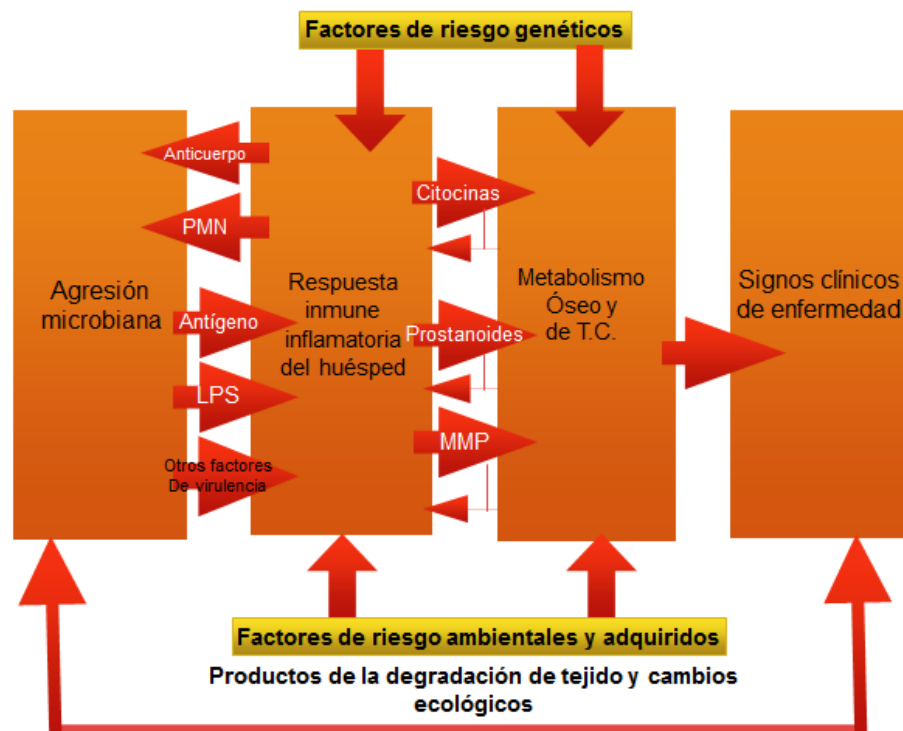 Factores de riesgo genéticos
Anticuerpo
PMN
Agresión
microbiana
Antígeno
LPS
Otros factores
De virulencia
Respuesta
inmune
inflamatoria
del huésped
Citocinas
Prostanoides
MMP
Metabolismo
Óseo y
de T.C.
Signos clínicos
de enfermedad
Factores de riesgo ambientales y adquiridos
Productos de la degradación de tejido y cambios
ecológicos